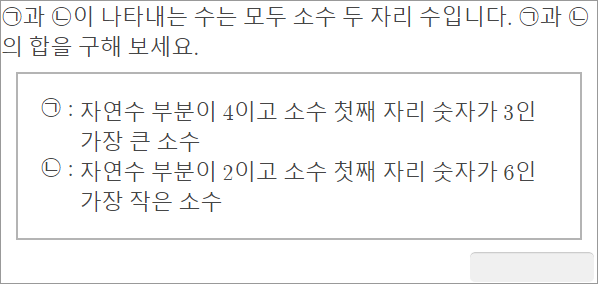 ㉠과 ㉡이 나타내는 수는 모두 소수 두 자리 수입니다. ㉠과 ㉡
의 합을 구해 보세요.
㉠ : 자연수 부분이 4이고 소수 첫째 자리 숫자가 3인
가장 큰 소수
㉡ : 자연수 부분이 2이고 소수 첫째 자리 숫자가 6인
가장 작은 소수